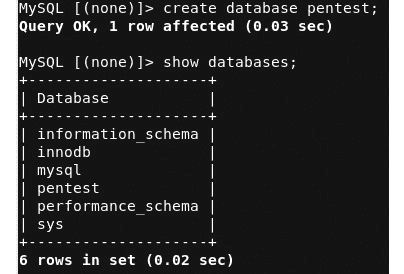 MySQL [(none)]> create database pentest;
Query OK, 1 row affected (0.03 sec)

MySQL [(none)]> show databases;
+--------------------+
| Database           |
+--------------------+
| information_schema |
| innodb             |
| mysql              |
| pentest            |
| performance_schema |
| sys                |
+--------------------+
6 rows in set (0.02 sec)